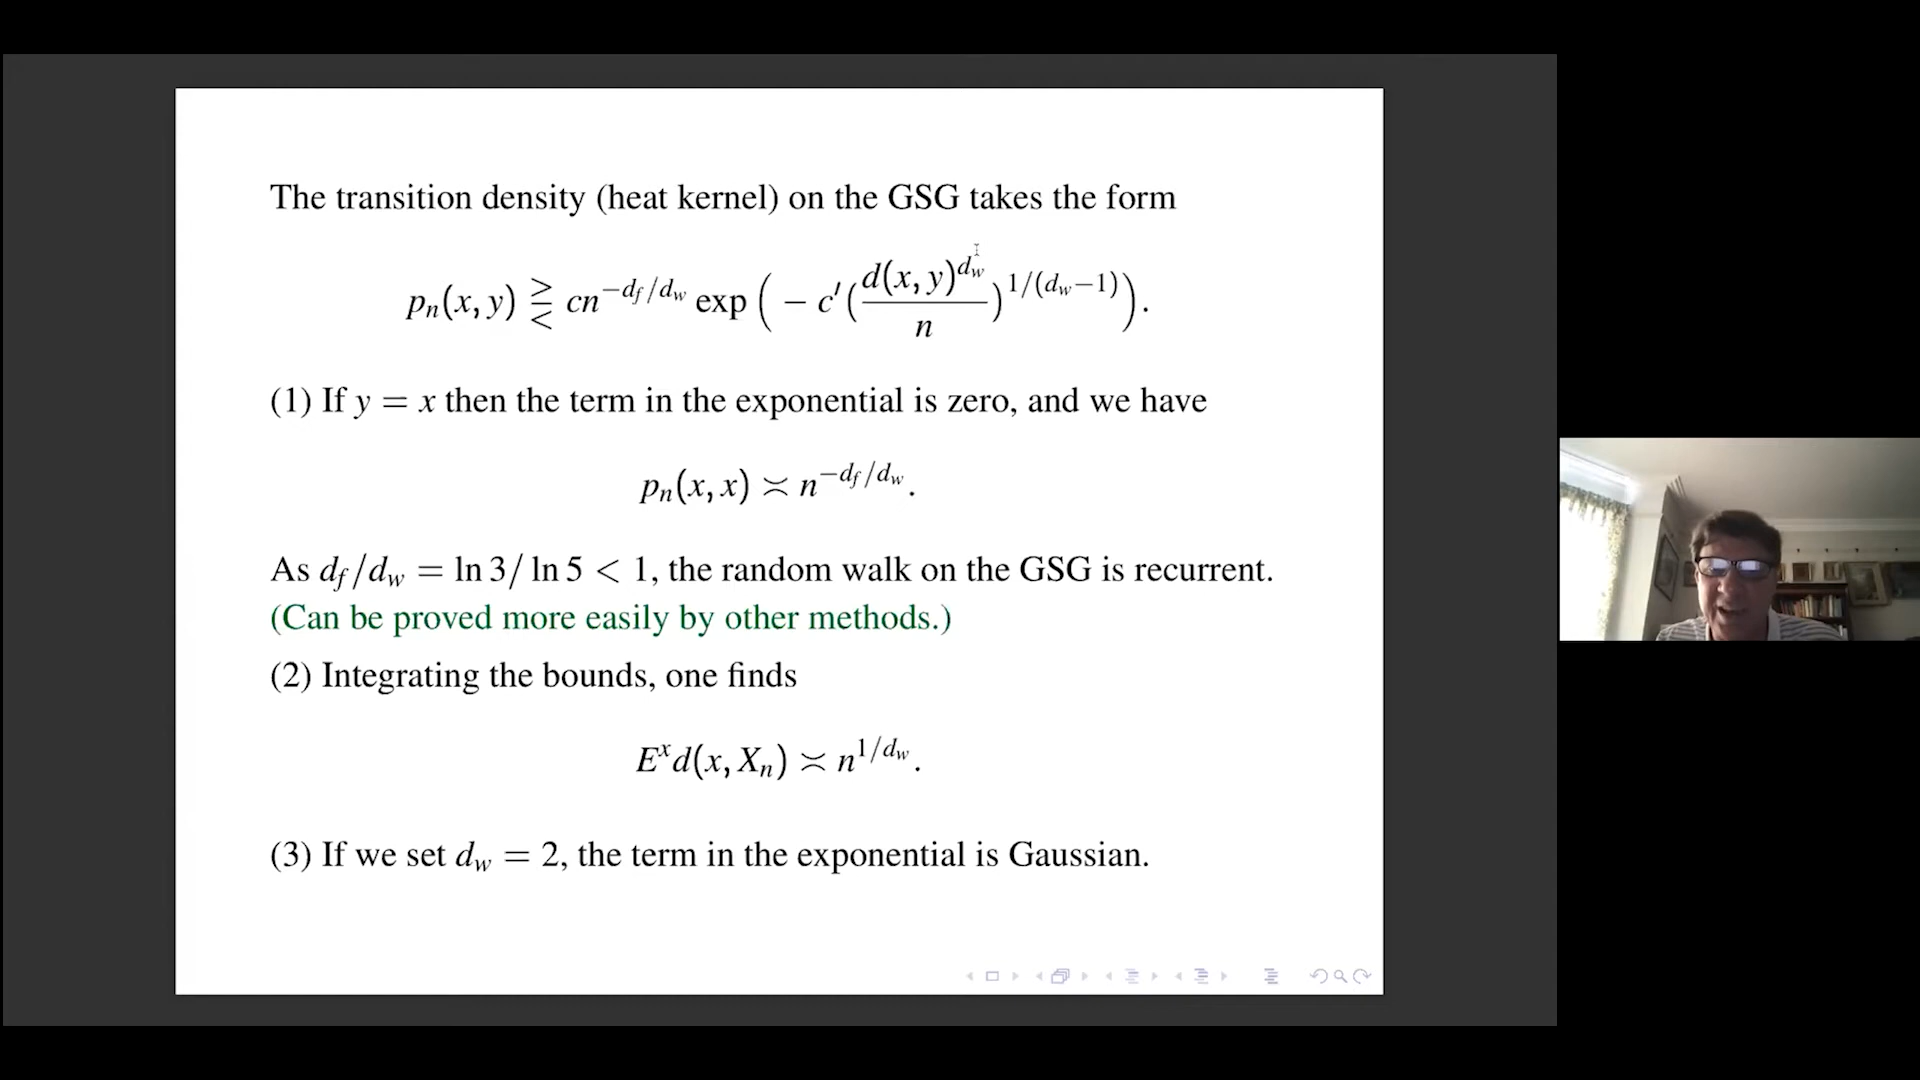 The transition density (heat kernel) on the GSG takes the form
pₙ(x, y) ≷ cn^{−d_f/d_w} exp ( − c′( d(x, y)^{d_w} / n )^{1/(d_w−1)} ).
(1) If y = x then the term in the exponential is zero, and we have
pₙ(x, x) ≍ n^{−d_f/d_w}.
As d_f/d_w = ln 3/ ln 5 < 1, the random walk on the GSG is recurrent.
(Can be proved more easily by other methods.)
(2) Integrating the bounds, one finds
E^x d(x, Xₙ) ≍ n^{1/d_w}.
(3) If we set d_w = 2, the term in the exponential is Gaussian.